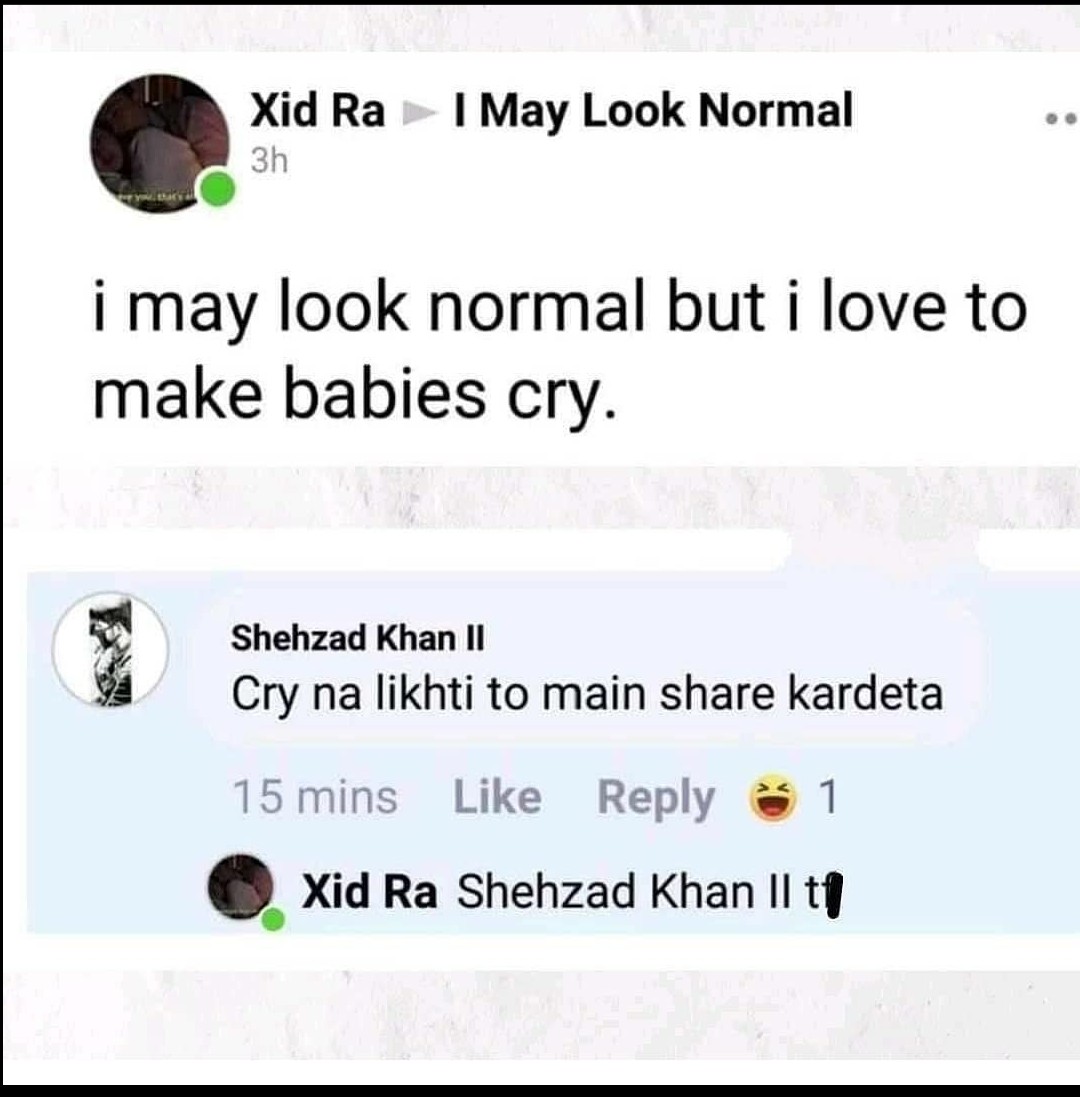 Xid Ra ▶ I May Look Normal
3h
i may look normal but i love to
make babies cry.
Shehzad Khan II
Cry na likhti to main share kardeta
15 mins Like Reply 😆 1
Xid Ra Shehzad Khan II